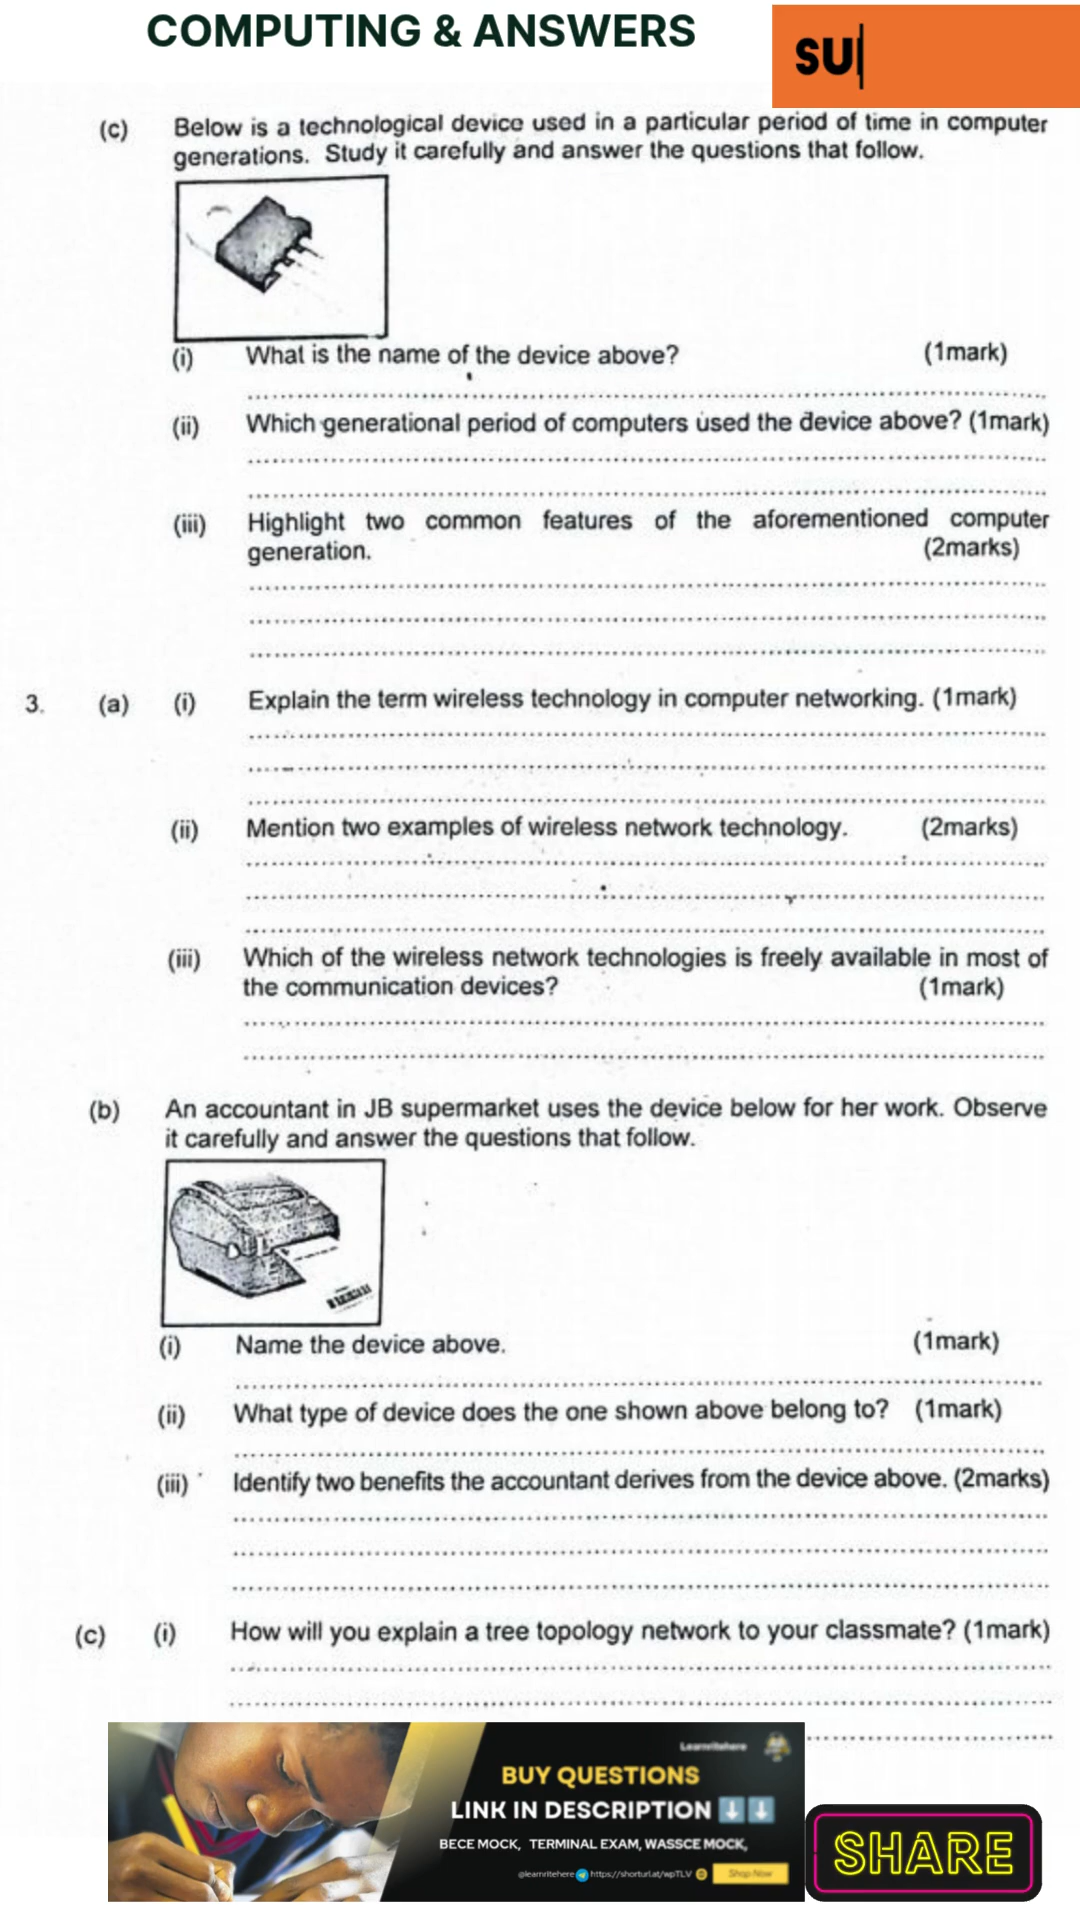 COMPUTING & ANSWERS
SU
(c) Below is a technological device used in a particular period of time in computer
generations. Study it carefully and answer the questions that follow.
(i) What is the name of the device above? (1mark)
(ii) Which generational period of computers used the device above? (1mark)
(iii) Highlight two common features of the aforementioned computer
generation. (2marks)
3. (a) (i) Explain the term wireless technology in computer networking. (1mark)
(ii) Mention two examples of wireless network technology. (2marks)
(iii) Which of the wireless network technologies is freely available in most of
the communication devices? (1mark)
(b) An accountant in JB supermarket uses the device below for her work. Observe
it carefully and answer the questions that follow.
(i) Name the device above. (1mark)
(ii) What type of device does the one shown above belong to? (1mark)
(iii) Identify two benefits the accountant derives from the device above. (2marks)
(c) (i) How will you explain a tree topology network to your classmate? (1mark)
Learnritehere
BUY QUESTIONS
LINK IN DESCRIPTION
BECE MOCK, TERMINAL EXAM, WASSCE MOCK,
@learnritehere https://shorturl.at/wpTLV Shop Now
SHARE